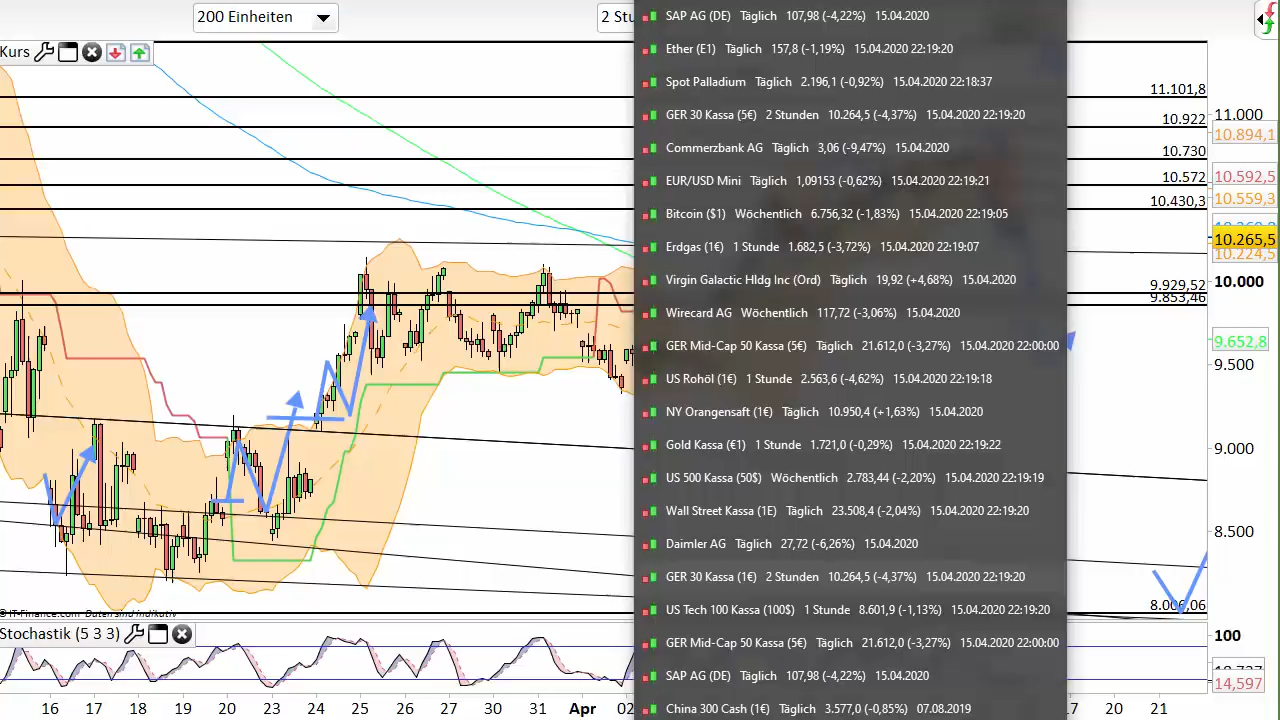 200 Einheiten
2 Stu
Kurs
SAP AG (DE) Täglich 107,98 (-4,22%) 15.04.2020
Ether (E1) Täglich 157,8 (-1,19%) 15.04.2020 22:19:20
Spot Palladium Täglich 2.196,1 (-0,92%) 15.04.2020 22:18:37
GER 30 Kassa (5€) 2 Stunden 10.264,5 (-4,37%) 15.04.2020 22:19:20
Commerzbank AG Täglich 3,06 (-9,47%) 15.04.2020
EUR/USD Mini Täglich 1,09153 (-0,62%) 15.04.2020 22:19:21
Bitcoin ($1) Wöchentlich 6.756,32 (-1,83%) 15.04.2020 22:19:05
Erdgas (1€) 1 Stunde 1.682,5 (-3,72%) 15.04.2020 22:19:07
Virgin Galactic Hldg Inc (Ord) Täglich 19,92 (+4,68%) 15.04.2020
Wirecard AG Wöchentlich 117,72 (-3,06%) 15.04.2020
GER Mid-Cap 50 Kassa (5€) Täglich 21.612,0 (-3,27%) 15.04.2020 22:00:00
US Rohöl (1€) 1 Stunde 2.563,6 (-4,62%) 15.04.2020 22:19:18
NY Orangensaft (1€) Täglich 10.950,4 (+1,63%) 15.04.2020
Gold Kassa (€1) 1 Stunde 1.721,0 (-0,29%) 15.04.2020 22:19:22
US 500 Kassa (50$) Wöchentlich 2.783,44 (-2,20%) 15.04.2020 22:19:19
Wall Street Kassa (1E) Täglich 23.508,4 (-2,04%) 15.04.2020 22:19:20
Daimler AG Täglich 27,72 (-6,26%) 15.04.2020
GER 30 Kassa (1€) 2 Stunden 10.264,5 (-4,37%) 15.04.2020 22:19:20
US Tech 100 Kassa (100$) 1 Stunde 8.601,9 (-1,13%) 15.04.2020 22:19:20
GER Mid-Cap 50 Kassa (5€) Täglich 21.612,0 (-3,27%) 15.04.2020 22:00:00
SAP AG (DE) Täglich 107,98 (-4,22%) 15.04.2020
China 300 Cash (1€) Täglich 3.577,0 (-0,85%) 07.08.2019
11.101,8
10.922
10.730
10.572
10.430,3
9.929,52
9.853,46
8.006,06
11.000
10.894,1
10.592,5
10.559,3
10.265,5
10.224,5
10.000
9.652,8
9.500
9.000
8.500
© IT-Finance.com Daten sind indikativ
Stochastik (5 3 3)
100
14,597
16 17 18 19 20 23 24 25 26 27 30 31 Apr 02 17 20 21